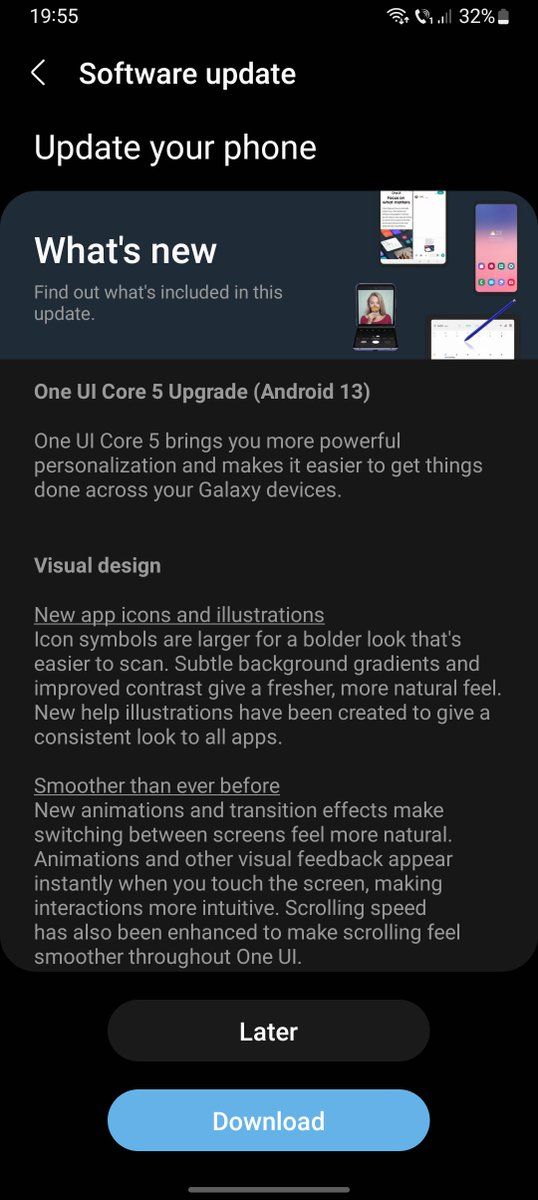 19:55
32%
Software update
Update your phone
What's new
Find out what's included in this
update.
One UI Core 5 Upgrade (Android 13)
One UI Core 5 brings you more powerful
personalization and makes it easier to get things
done across your Galaxy devices.
Visual design
New app icons and illustrations
Icon symbols are larger for a bolder look that's
easier to scan. Subtle background gradients and
improved contrast give a fresher, more natural feel.
New help illustrations have been created to give a
consistent look to all apps.
Smoother than ever before
New animations and transition effects make
switching between screens feel more natural.
Animations and other visual feedback appear
instantly when you touch the screen, making
interactions more intuitive. Scrolling speed
has also been enhanced to make scrolling feel
smoother throughout One UI.
Later
Download